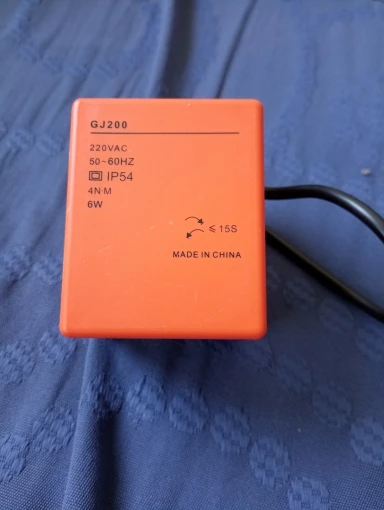 GJ200
220VAC
50~60HZ
IP54
4N·M
6W
≤15S
MADE IN CHINA